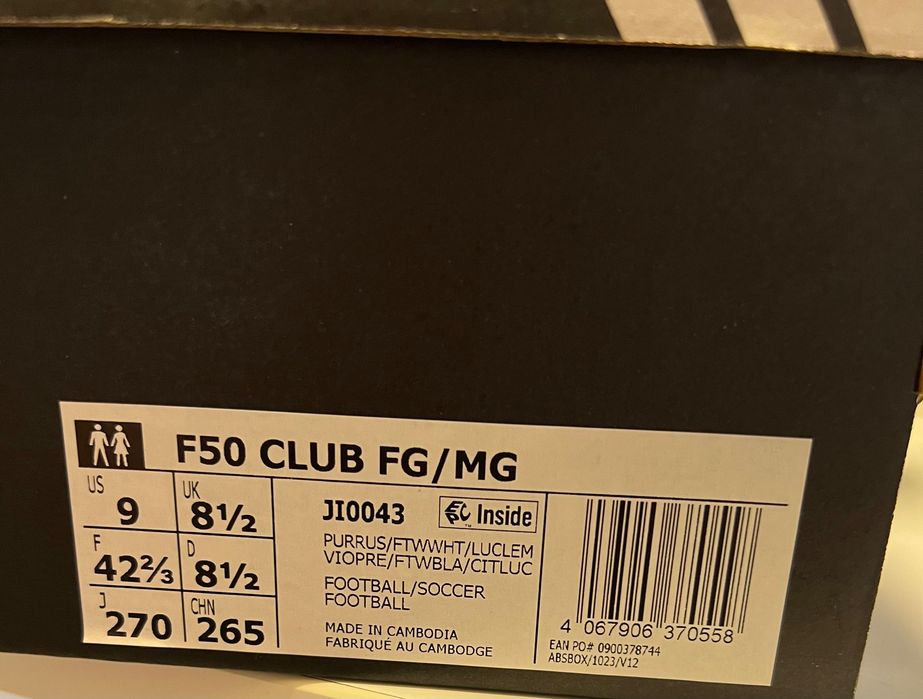 F50 CLUB FG/MG
US
9
UK
8½
F
42⅔
D
8½
J
270
CHN
265
JI0043
Inside
PURRUS/FTWWHT/LUCLEM
VIOPRE/FTWBLA/CITLUC
FOOTBALL/SOCCER
FOOTBALL
MADE IN CAMBODIA
FABRIQUÉ AU CAMBODGE
4 067906 370558
EAN PO# 0900378744
ABSBOX/1023/V12